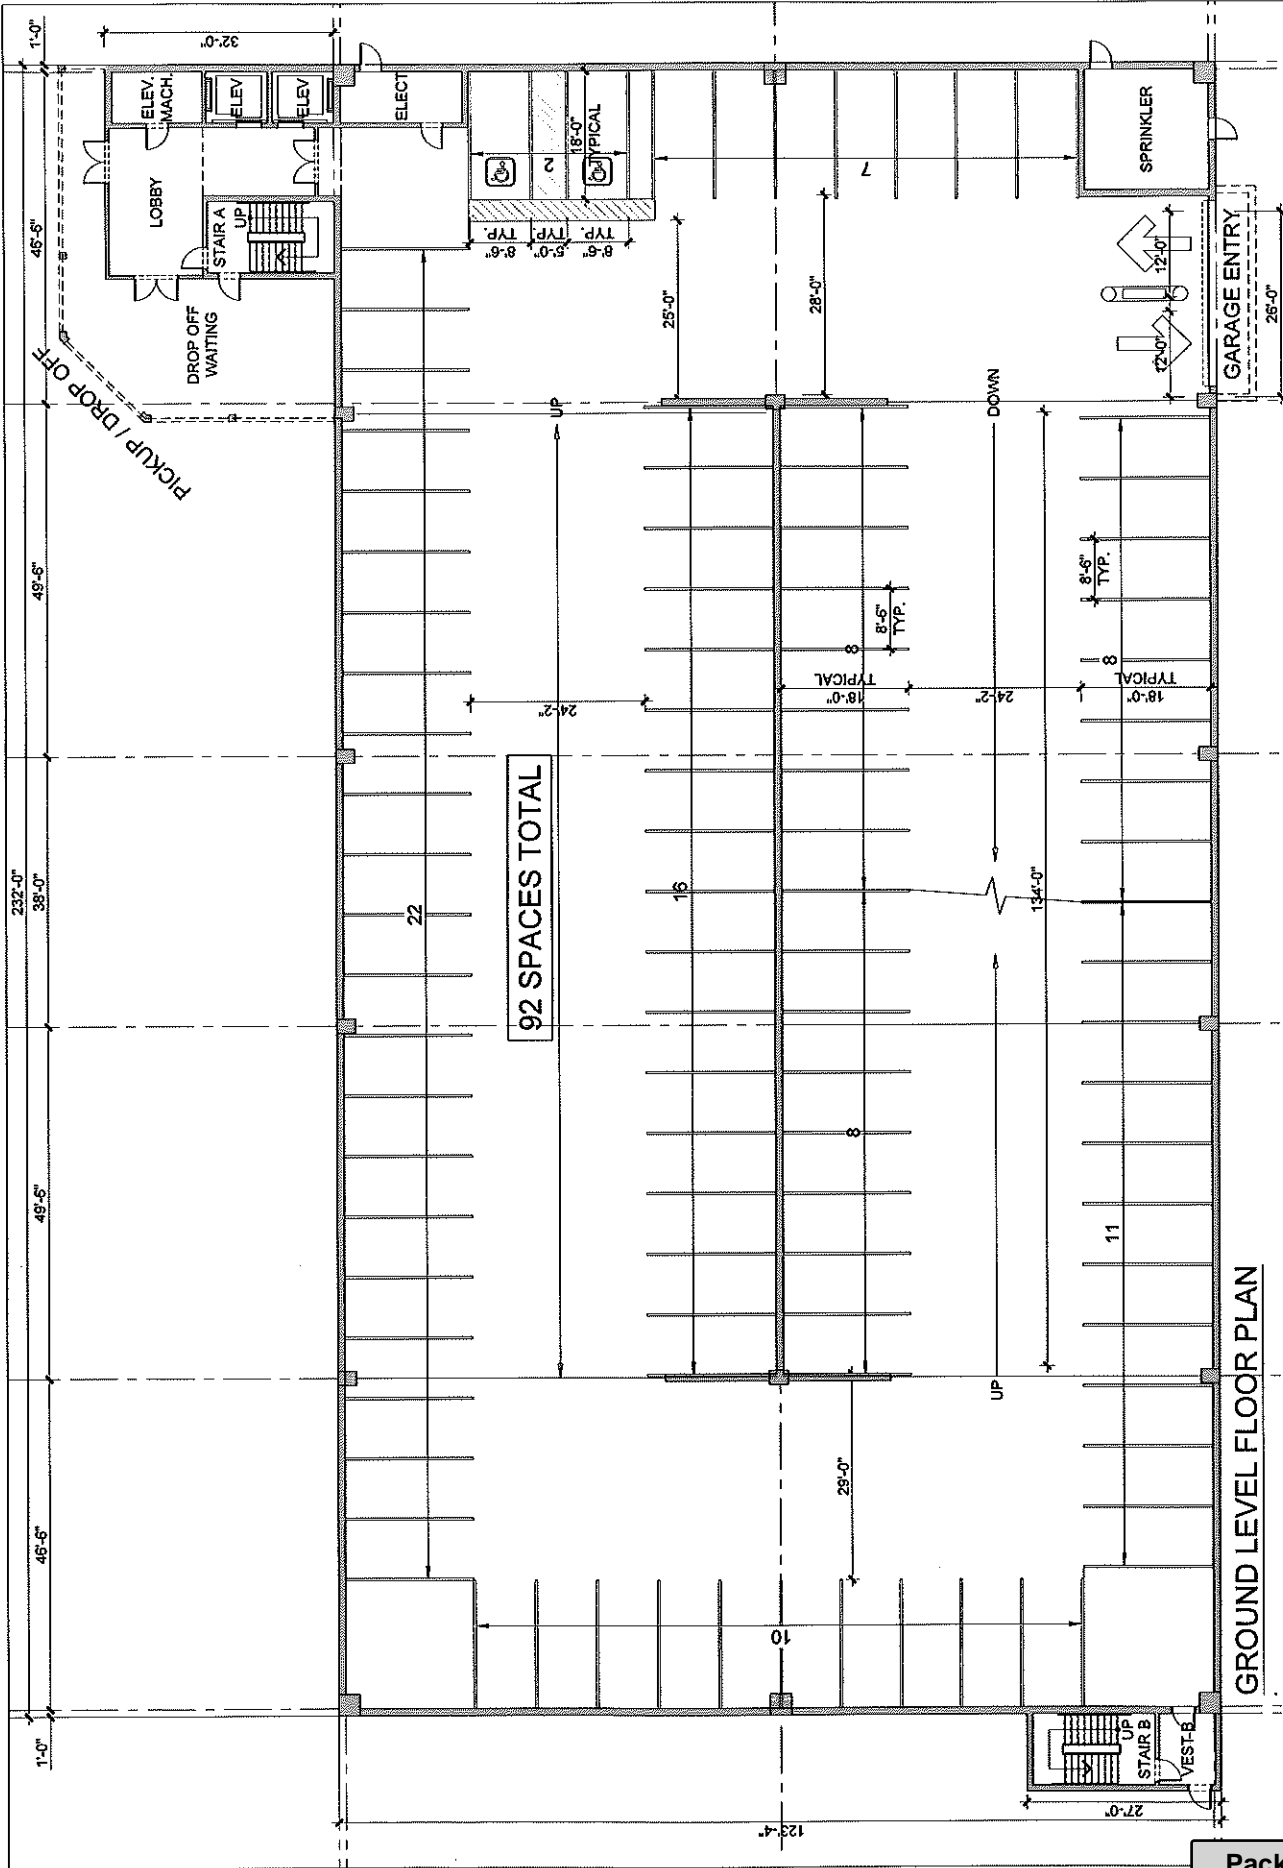 1'-0"
46'-6"
49'-6"
232'-0"
38'-0"
49'-6"
46'-6"
1'-0"
32'-0"
PICKUP / DROP OFF
ELEV.
MACH.
ELEV
ELEV
LOBBY
STAIR A
UP
DROP OFF
WAITING
ELECT
2
18'-0"
TYPICAL
8'-6"
TYP.
5'-0"
TYP.
8'-6"
TYP.
7
SPRINKLER
25'-0"
28'-0"
12'-0"
12'-0"
GARAGE ENTRY
26'-0"
UP
DOWN
22
92 SPACES TOTAL
24'-2"
16
8
8'-6"
TYP.
18'-0"
TYPICAL
24'-2"
134'-0"
8'-6"
TYP.
8
18'-0"
TYPICAL
8
11
UP
29'-0"
10
UP
STAIR B
VEST-B
27'-0"
123'-4"
GROUND LEVEL FLOOR PLAN
Pack